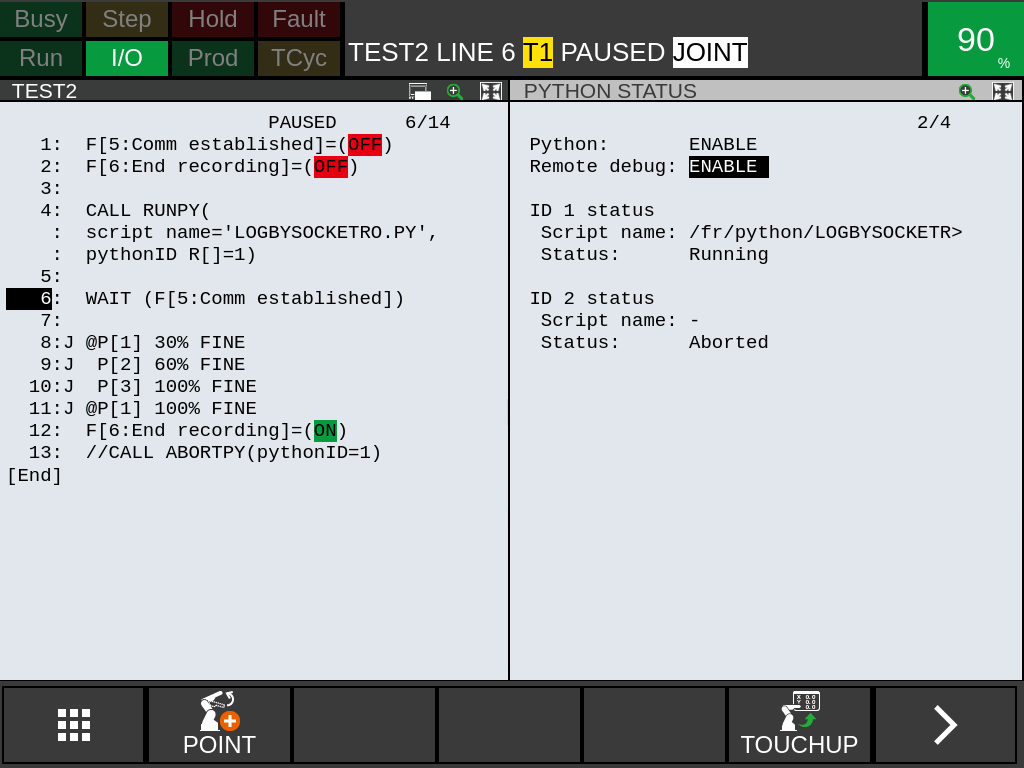 Busy Step Hold Fault
Run I/O Prod TCyc
TEST2 LINE 6 T1 PAUSED JOINT
90 %
TEST2
PAUSED 6/14
1: F[5:Comm established]=(OFF)
2: F[6:End recording]=(OFF)
3:
4: CALL RUNPY(
: script name='LOGBYSOCKETRO.PY',
: pythonID R[]=1)
5:
6: WAIT (F[5:Comm established])
7:
8:J @P[1] 30% FINE
9:J P[2] 60% FINE
10:J P[3] 100% FINE
11:J @P[1] 100% FINE
12: F[6:End recording]=(ON)
13: //CALL ABORTPY(pythonID=1)
[End]
PYTHON STATUS
2/4
Python: ENABLE
Remote debug: ENABLE
ID 1 status
Script name: /fr/python/LOGBYSOCKETR>
Status: Running
ID 2 status
Script name: -
Status: Aborted
POINT
TOUCHUP